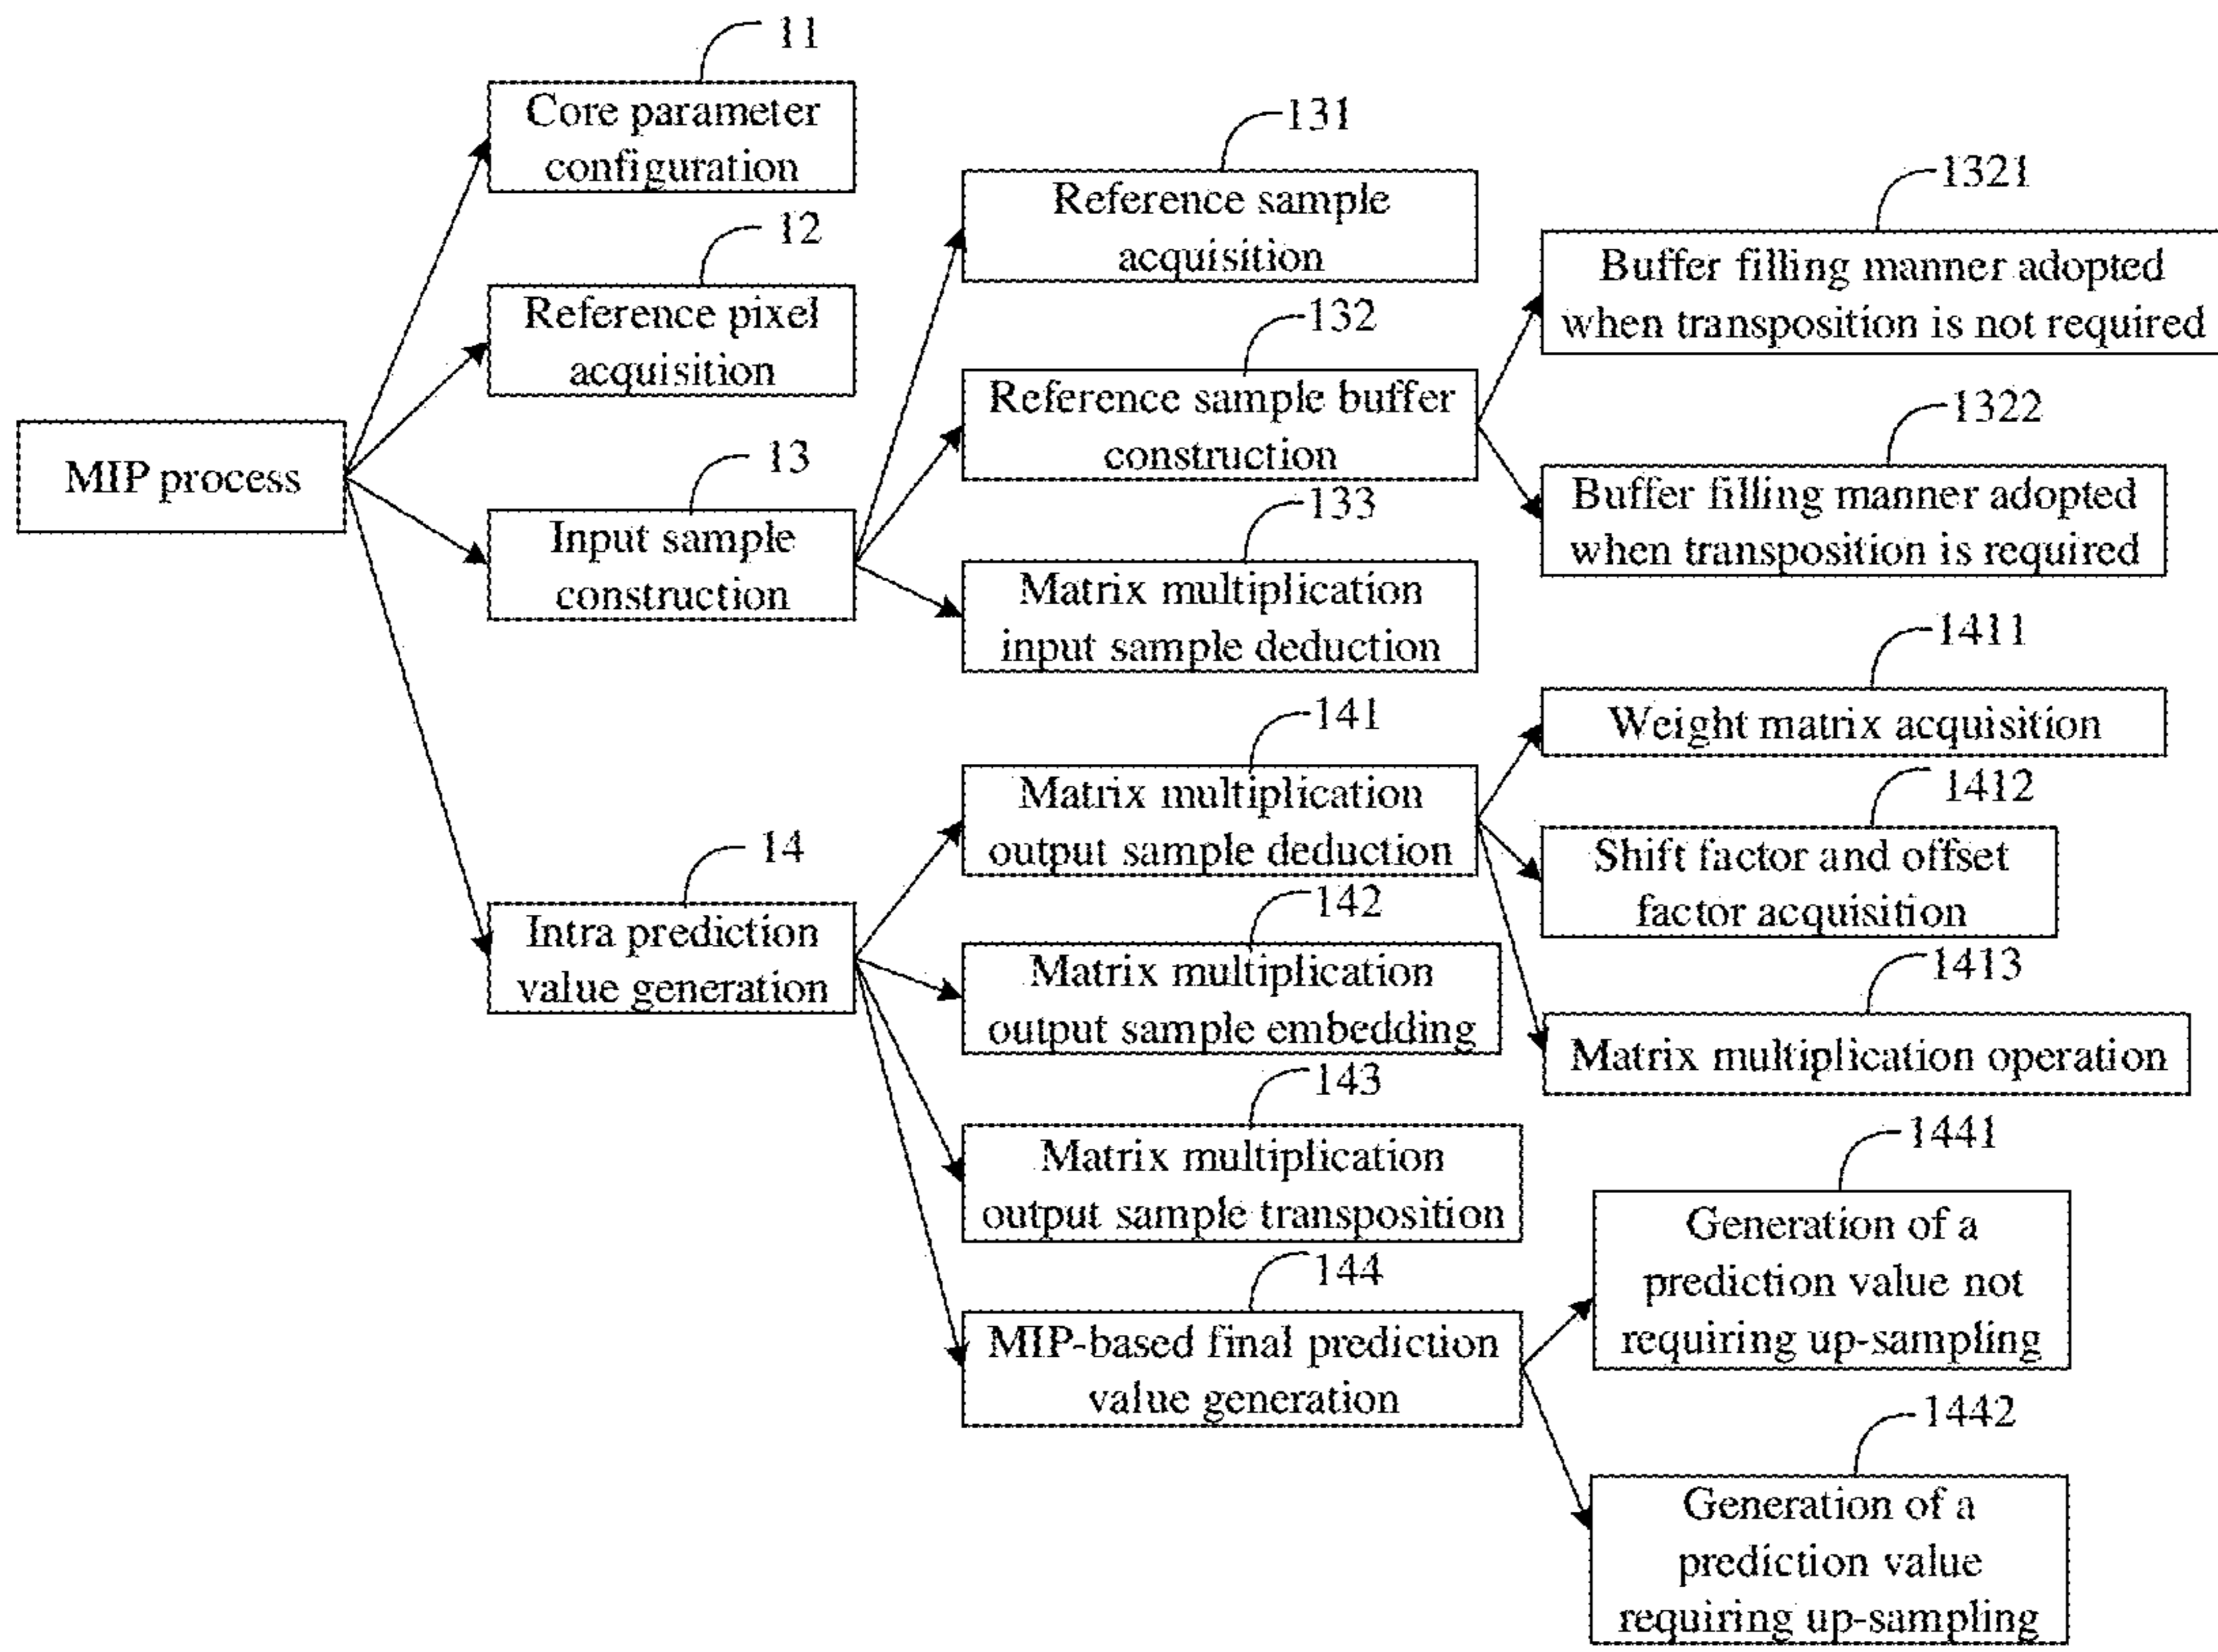 MIP process
11
Core parameter
configuration
12
Reference pixel
acquisition
13
Input sample
construction
14
Intra prediction
value generation
131
Reference sample
acquisition
132
Reference sample buffer
construction
133
Matrix multiplication
input sample deduction
141
Matrix multiplication
output sample deduction
142
Matrix multiplication
output sample embedding
143
Matrix multiplication
output sample transposition
144
MIP-based final prediction
value generation
1321
Buffer filling manner adopted
when transposition is not required
1322
Buffer filling manner adopted
when transposition is required
1411
Weight matrix acquisition
1412
Shift factor and offset
factor acquisition
1413
Matrix multiplication operation
1441
Generation of a
prediction value not
requiring up-sampling
1442
Generation of a
prediction value
requiring up-sampling